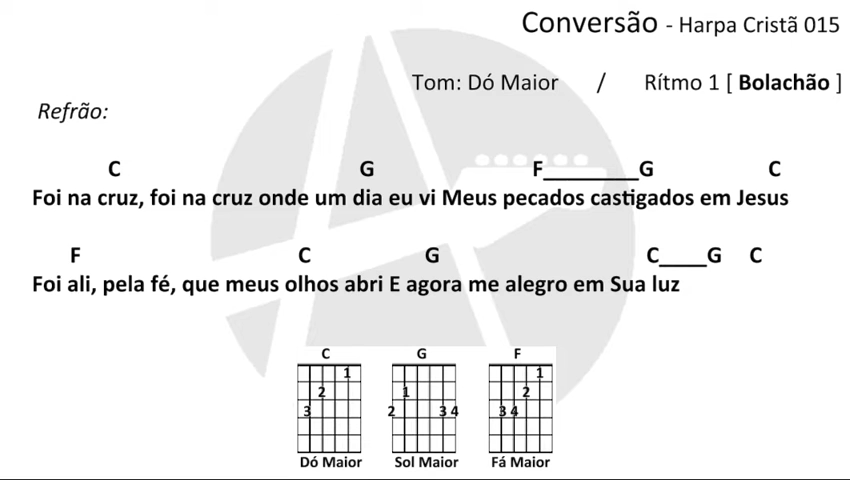 Conversão - Harpa Cristã 015
Tom: Dó Maior / Rítmo 1 [ Bolachão ]
Refrão:
C G F________G C
Foi na cruz, foi na cruz onde um dia eu vi Meus pecados castigados em Jesus
F C G C____G C
Foi ali, pela fé, que meus olhos abri E agora me alegro em Sua luz
C G F
1 1
2 1 2
3 2 3 4 3 4
Dó Maior Sol Maior Fá Maior